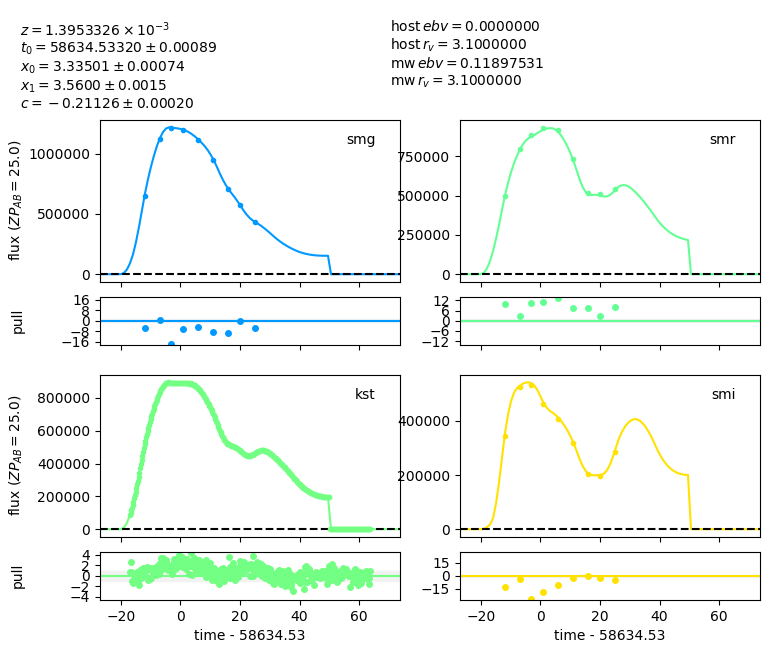 z = 1.3953326 × 10⁻³
t₀ = 58634.53320 ± 0.00089
x₀ = 3.33501 ± 0.00074
x₁ = 3.5600 ± 0.0015
c = −0.21126 ± 0.00020
host ebv = 0.0000000
host r_v = 3.1000000
mw ebv = 0.11897531
mw r_v = 3.1000000
flux (ZP_AB = 25.0)
1000000
500000
0
smg
750000
500000
250000
0
smr
pull
16
8
0
−8
−16
12
6
0
−6
−12
flux (ZP_AB = 25.0)
800000
600000
400000
200000
0
kst
400000
200000
0
smi
pull
4
2
0
−2
−4
−20 0 20 40 60
time - 58634.53
15
0
−15
−20 0 20 40 60
time - 58634.53